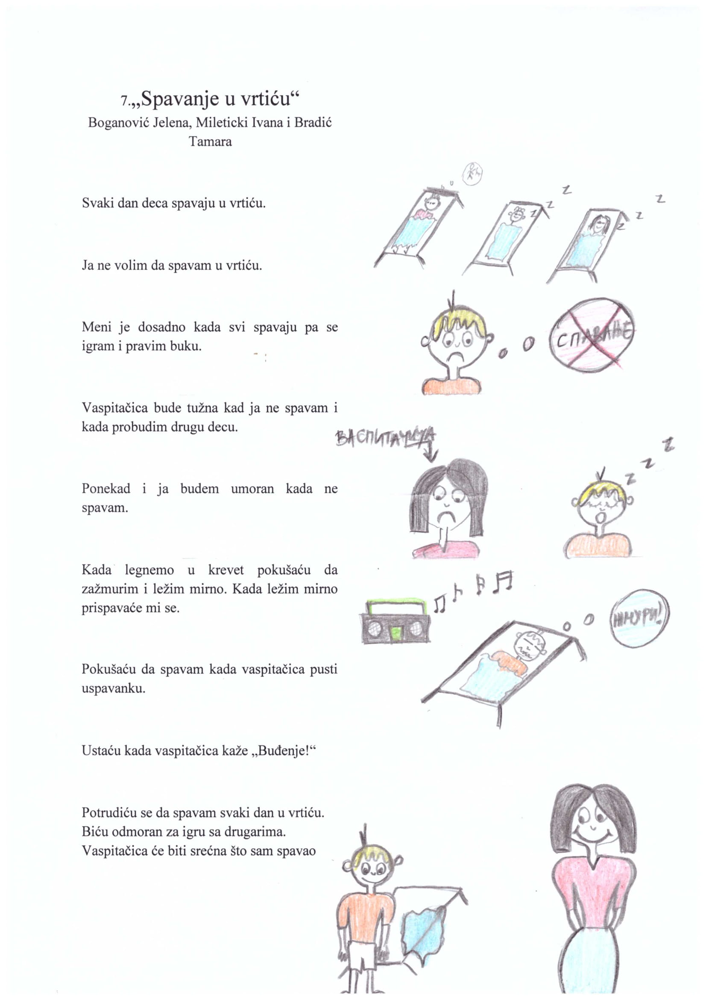 7.„Spavanje u vrtiću“
Boganović Jelena, Mileticki Ivana i Bradić
Tamara
Svaki dan deca spavaju u vrtiću.
z
z
z
z
z
z
Ja ne volim da spavam u vrtiću.
Meni je dosadno kada svi spavaju pa se
igram i pravim buku.
СПАВАЊЕ
Vaspitačica bude tužna kad ja ne spavam i
kada probudim drugu decu.
ВАСПИТАЧИЦА
z
z
z
Ponekad i ja budem umoran kada ne
spavam.
Kada legnemo u krevet pokušaću da
zažmurim i ležim mirno. Kada ležim mirno
prispavaće mi se.
ЖМУРИ!
Pokušaću da spavam kada vaspitačica pusti
uspavanku.
Ustaću kada vaspitačica kaže „Buđenje!“
Potrudiću se da spavam svaki dan u vrtiću.
Biću odmoran za igru sa drugarima.
Vaspitačica će biti srećna što sam spavao